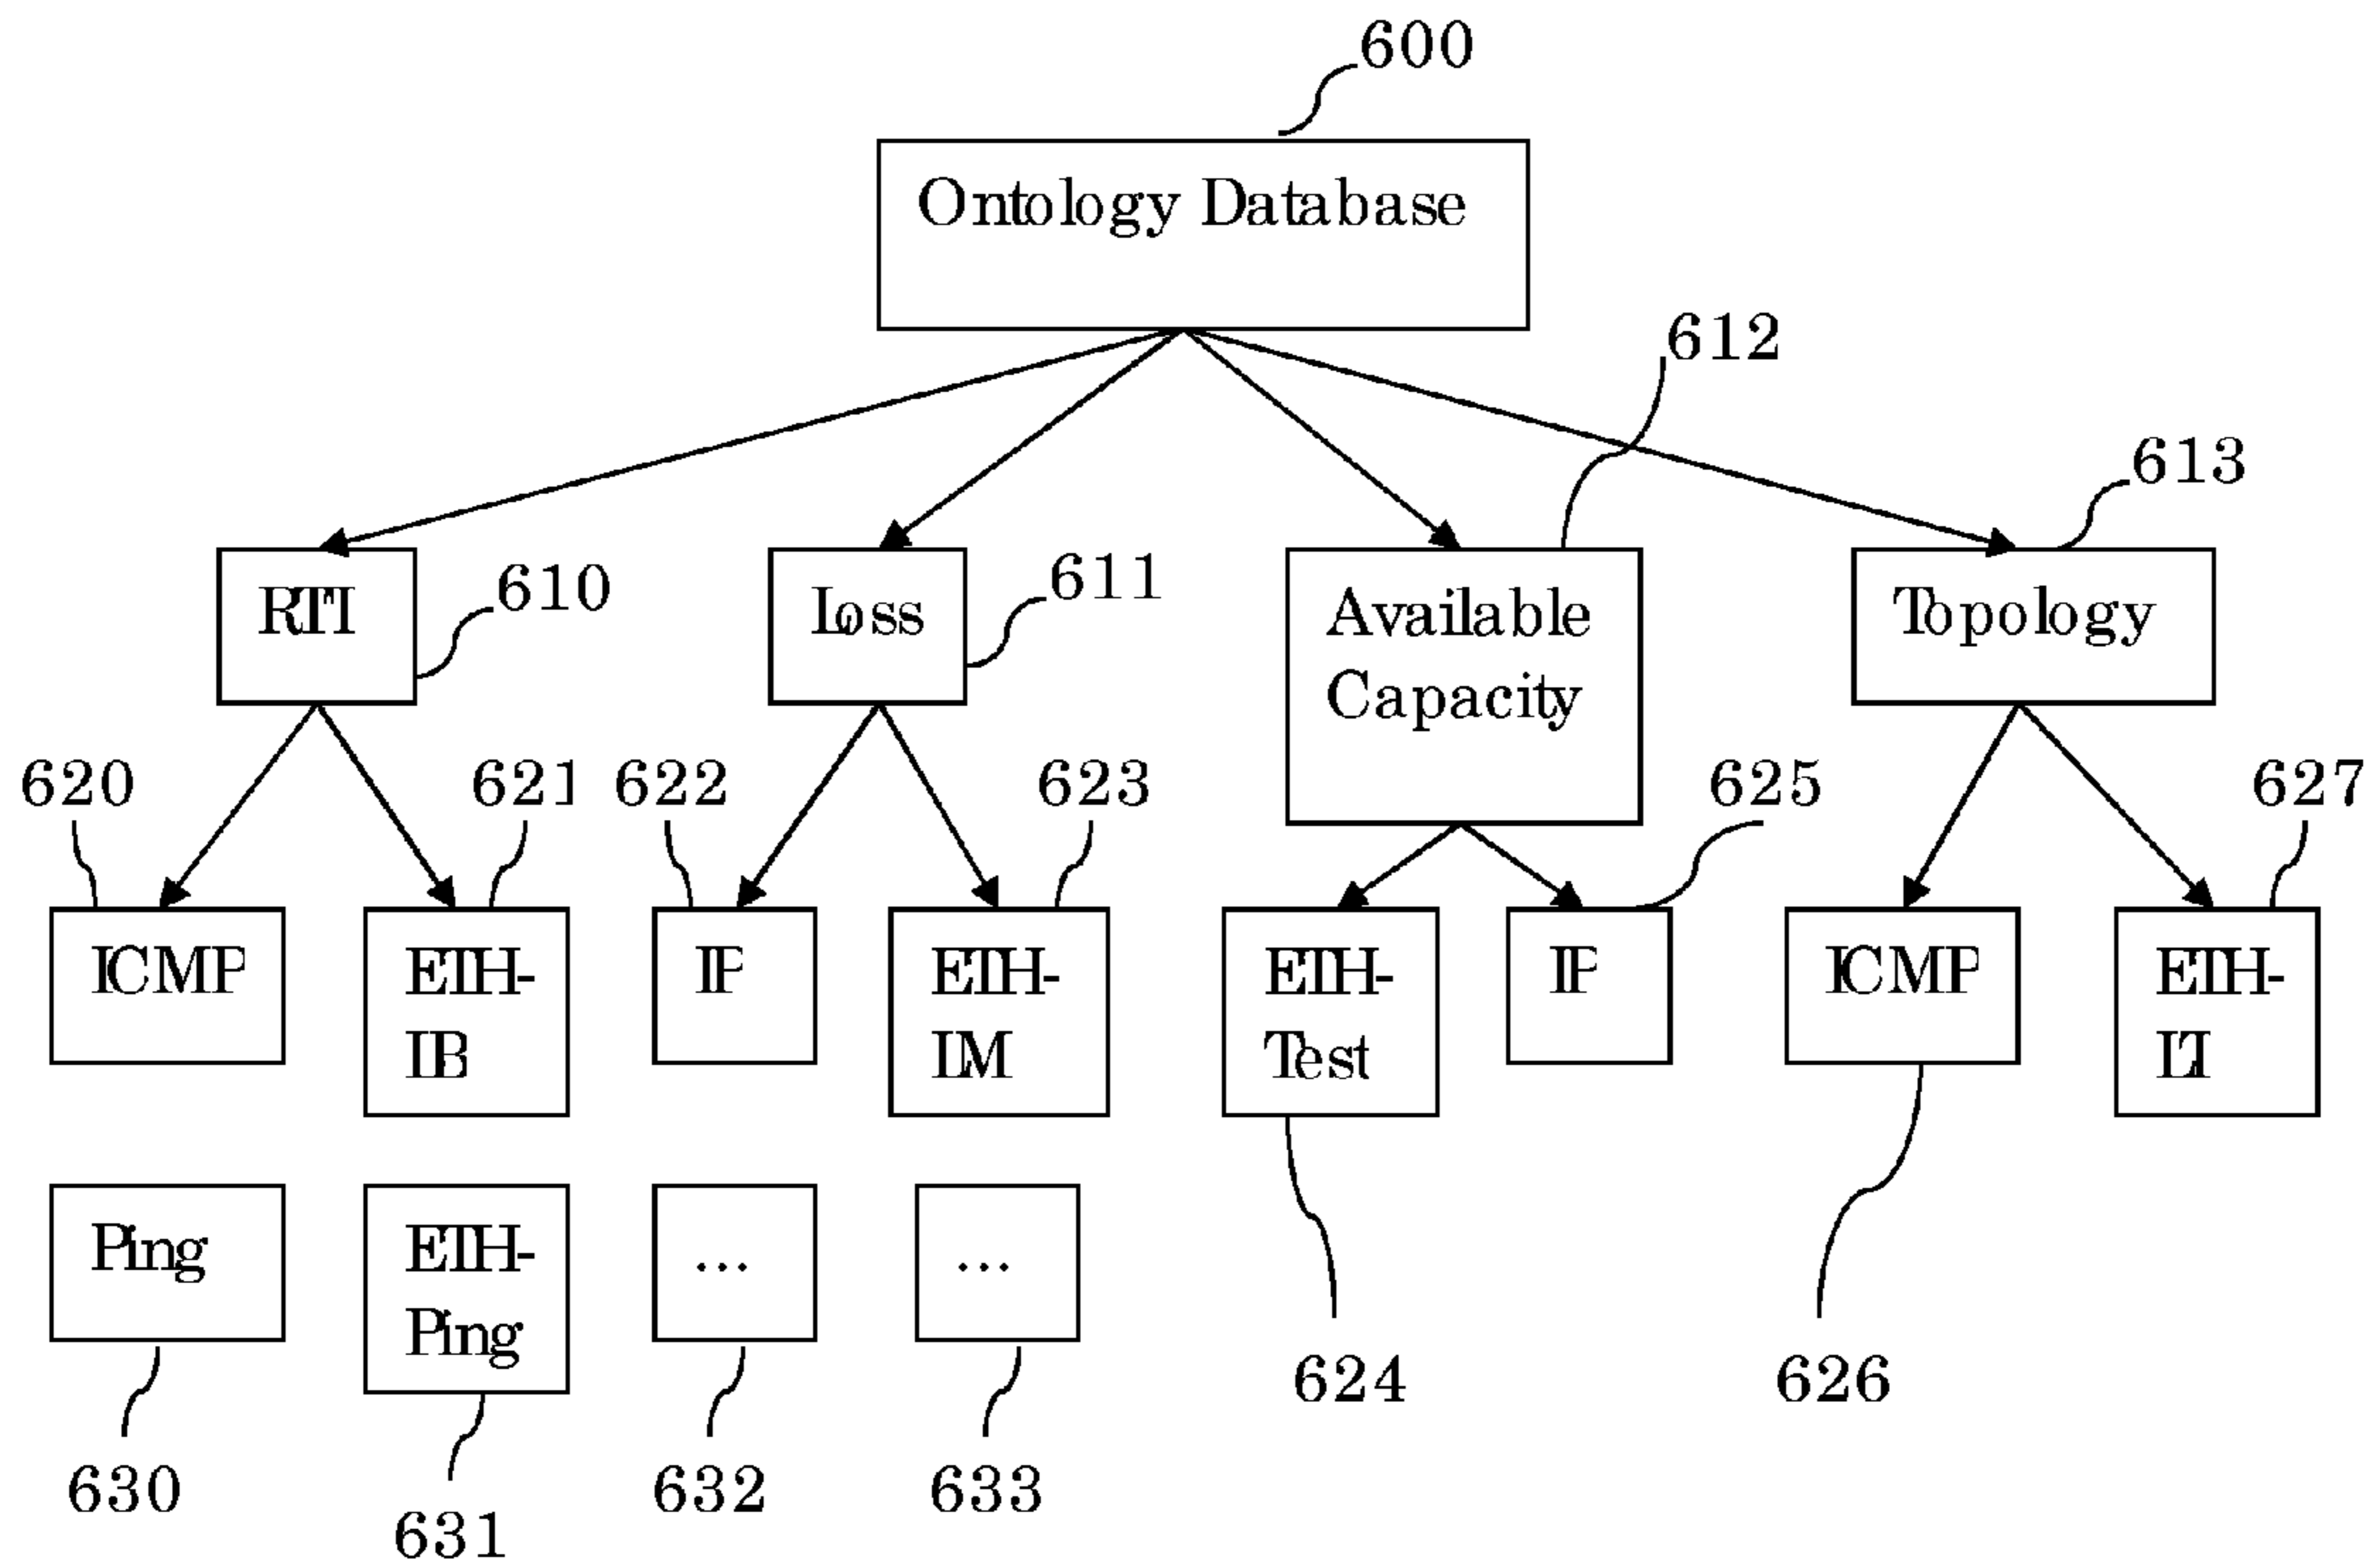 600
Ontology Database
612
613
RTT
610
Loss
611
Available
Capacity
Topology
620
621
622
623
625
627
ICMP
ETH-
LB
IP
ETH-
LM
ETH-
Test
IP
ICMP
ETH-
LT
Ping
ETH-
Ping
...
...
624
626
630
631
632
633